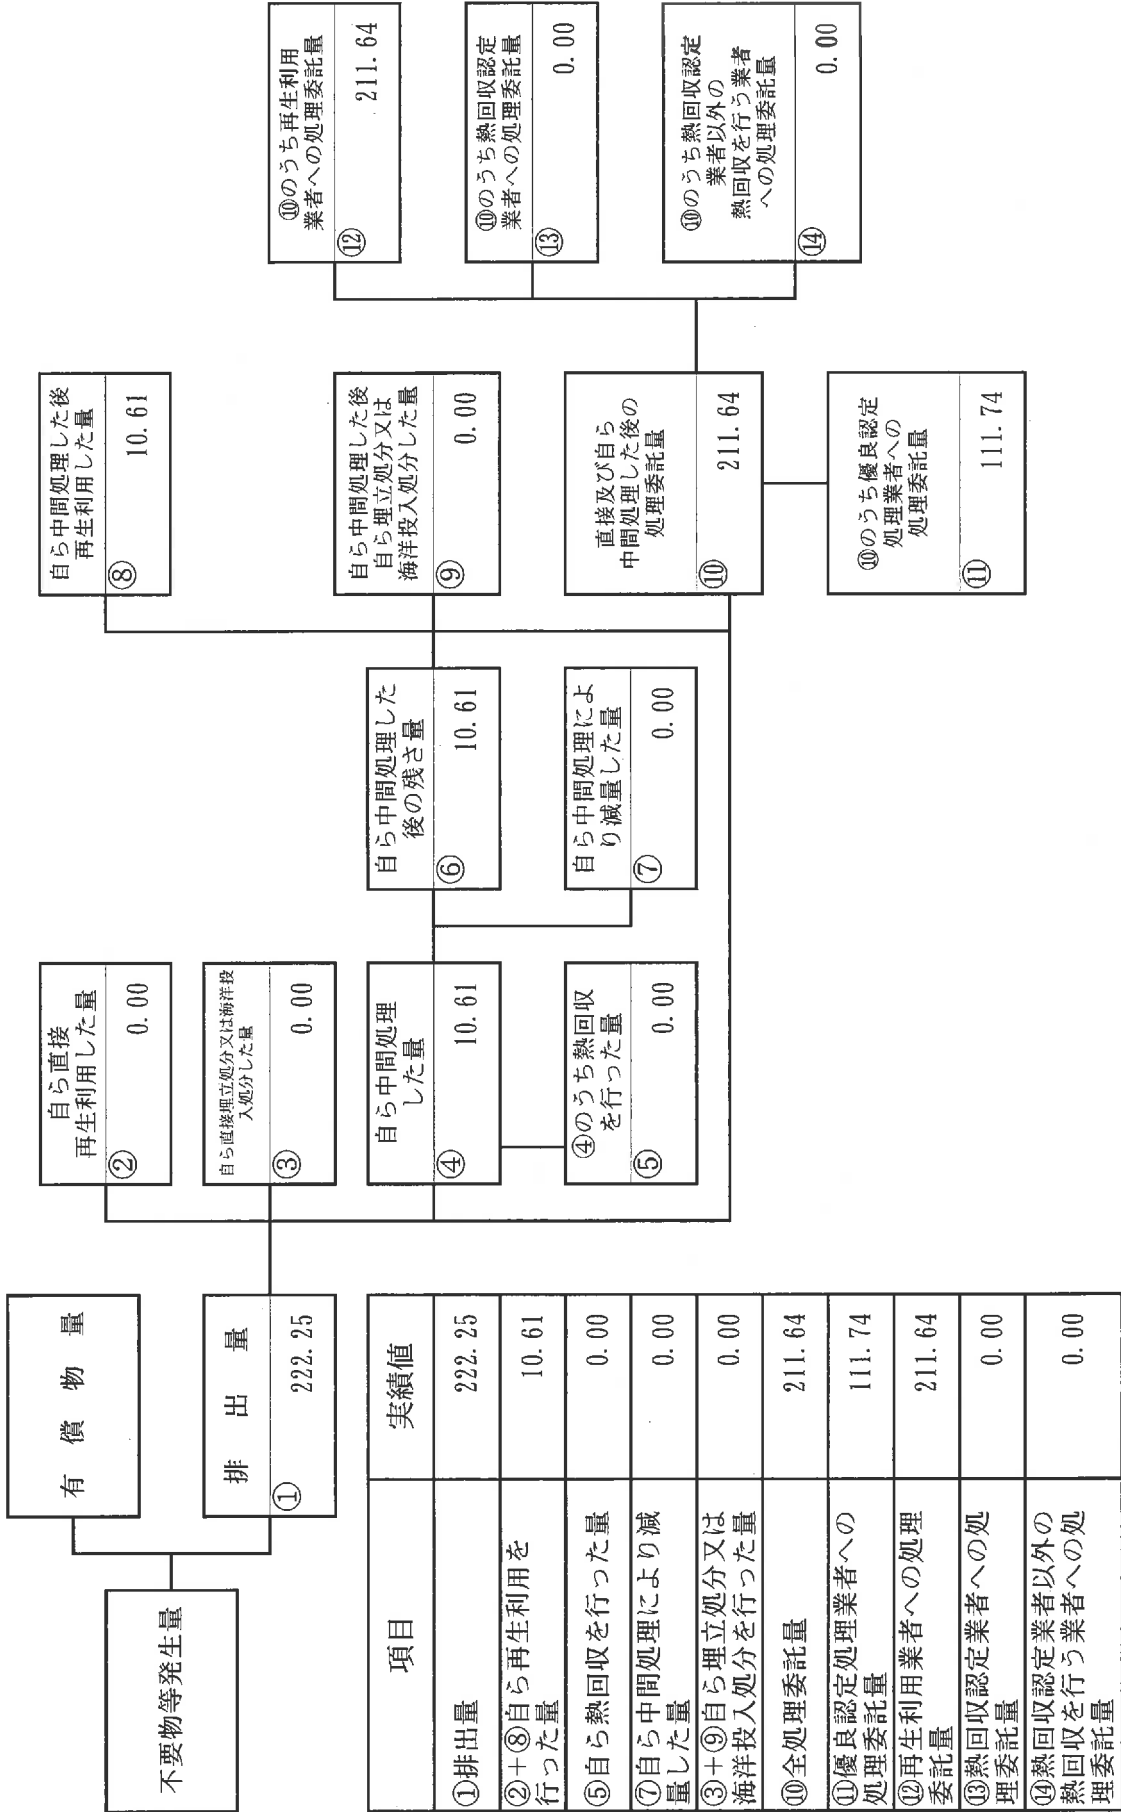 不要物等発生量
有償物量
排出量
①
222.25
自ら直接
再生利用した量
②
0.00
自ら直接埋立処分又は海洋投
入処分した量
③
0.00
自ら中間処理
した量
④
10.61
④のうち熱回収
を行った量
⑤
0.00
自ら中間処理した
後の残さ量
⑥
10.61
自ら中間処理によ
り減量した量
⑦
0.00
自ら中間処理した後
再生利用した量
⑧
10.61
自ら中間処理した後
自ら埋立処分又は
海洋投入処分した量
⑨
0.00
直接及び自ら
中間処理した後の
処理委託量
⑩
211.64
⑩のうち優良認定
処理業者への
処理委託量
⑪
111.74
⑩のうち再生利用
業者への処理委託量
⑫
211.64
⑩のうち熱回収認定
業者への処理委託量
⑬
0.00
⑩のうち熱回収認定
業者以外の
熱回収を行う業者
への処理委託量
⑭
0.00
項目
実績値
①排出量
222.25
②+⑧自ら再生利用を
行った量
10.61
⑤自ら熱回収を行った量
0.00
⑦自ら中間処理により減
量した量
0.00
③+⑨自ら埋立処分又は
海洋投入処分を行った量
0.00
⑩全処理委託量
211.64
⑪優良認定処理業者への
処理委託量
111.74
⑫再生利用業者への処理
委託量
211.64
⑬熱回収認定業者への処
理委託量
0.00
⑭熱回収認定業者以外の
熱回収を行う業者への処
理委託量
0.00